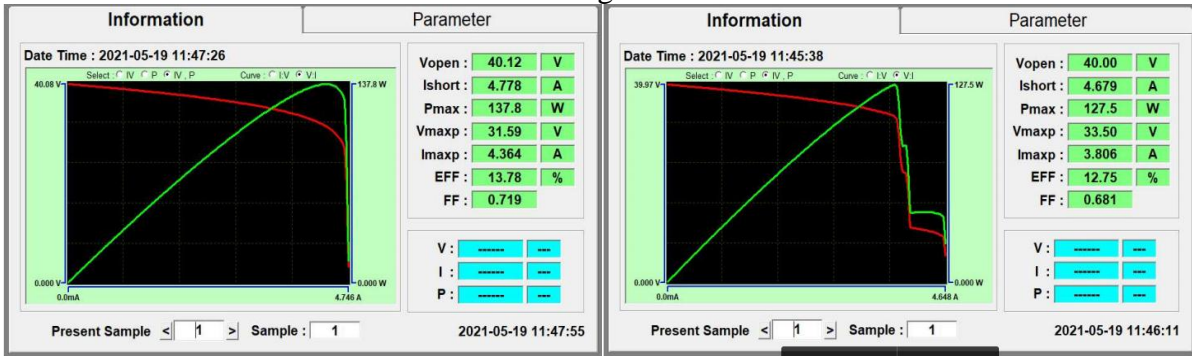 Information
Parameter
Date Time : 2021-05-19 11:47:26
Select : IV P IV , P Curve : I:V V:I
40.08 V
137.8 W
0.000 V
0.000 W
0.0mA
4.746 A
Vopen : 40.12 V
Ishort : 4.778 A
Pmax : 137.8 W
Vmaxp : 31.59 V
Imaxp : 4.364 A
EFF : 13.78 %
FF : 0.719
V : ------ ---
I : ------ ---
P : ------ ---
Present Sample < 1 > Sample : 1
2021-05-19 11:47:55
Information
Parameter
Date Time : 2021-05-19 11:45:38
Select : IV P IV , P Curve : I:V V:I
39.97 V
127.5 W
0.000 V
0.000 W
0.0mA
4.648 A
Vopen : 40.00 V
Ishort : 4.679 A
Pmax : 127.5 W
Vmaxp : 33.50 V
Imaxp : 3.806 A
EFF : 12.75 %
FF : 0.681
V : ------ ---
I : ------ ---
P : ------ ---
Present Sample < 1 > Sample : 1
2021-05-19 11:46:11